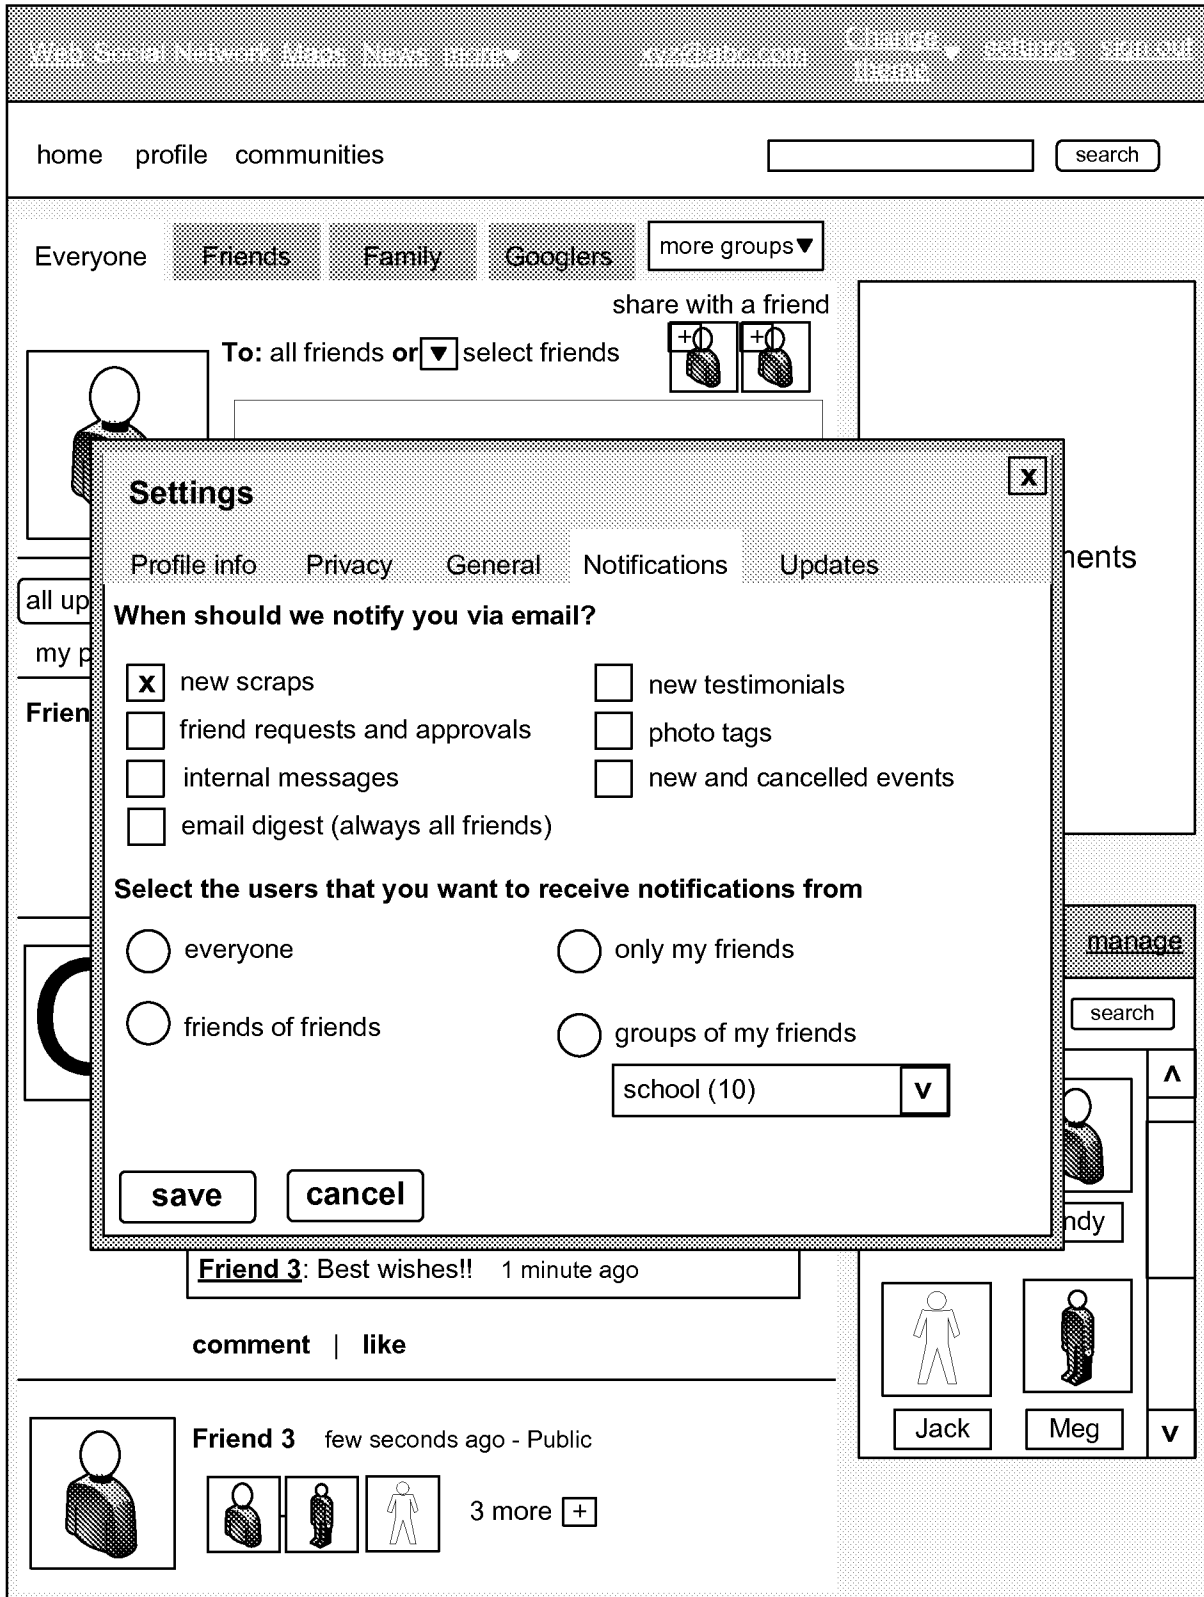 Web Social Network Maps News more▼ xyz@abc.com Change theme ▼ settings sign out
home profile communities search
Everyone Friends Family Googlers more groups▼
share with a friend
To: all friends or ▼ select friends
+ +
Settings x
Profile info Privacy General Notifications Updates
When should we notify you via email?
x new scraps new testimonials
friend requests and approvals photo tags
internal messages new and cancelled events
email digest (always all friends)
Select the users that you want to receive notifications from
everyone only my friends
friends of friends groups of my friends
school (10) v
save cancel
all up
my p
Frien
nents
manage
search
ʌ
ndy
Friend 3: Best wishes!! 1 minute ago
comment | like
Jack Meg v
Friend 3 few seconds ago - Public
3 more +